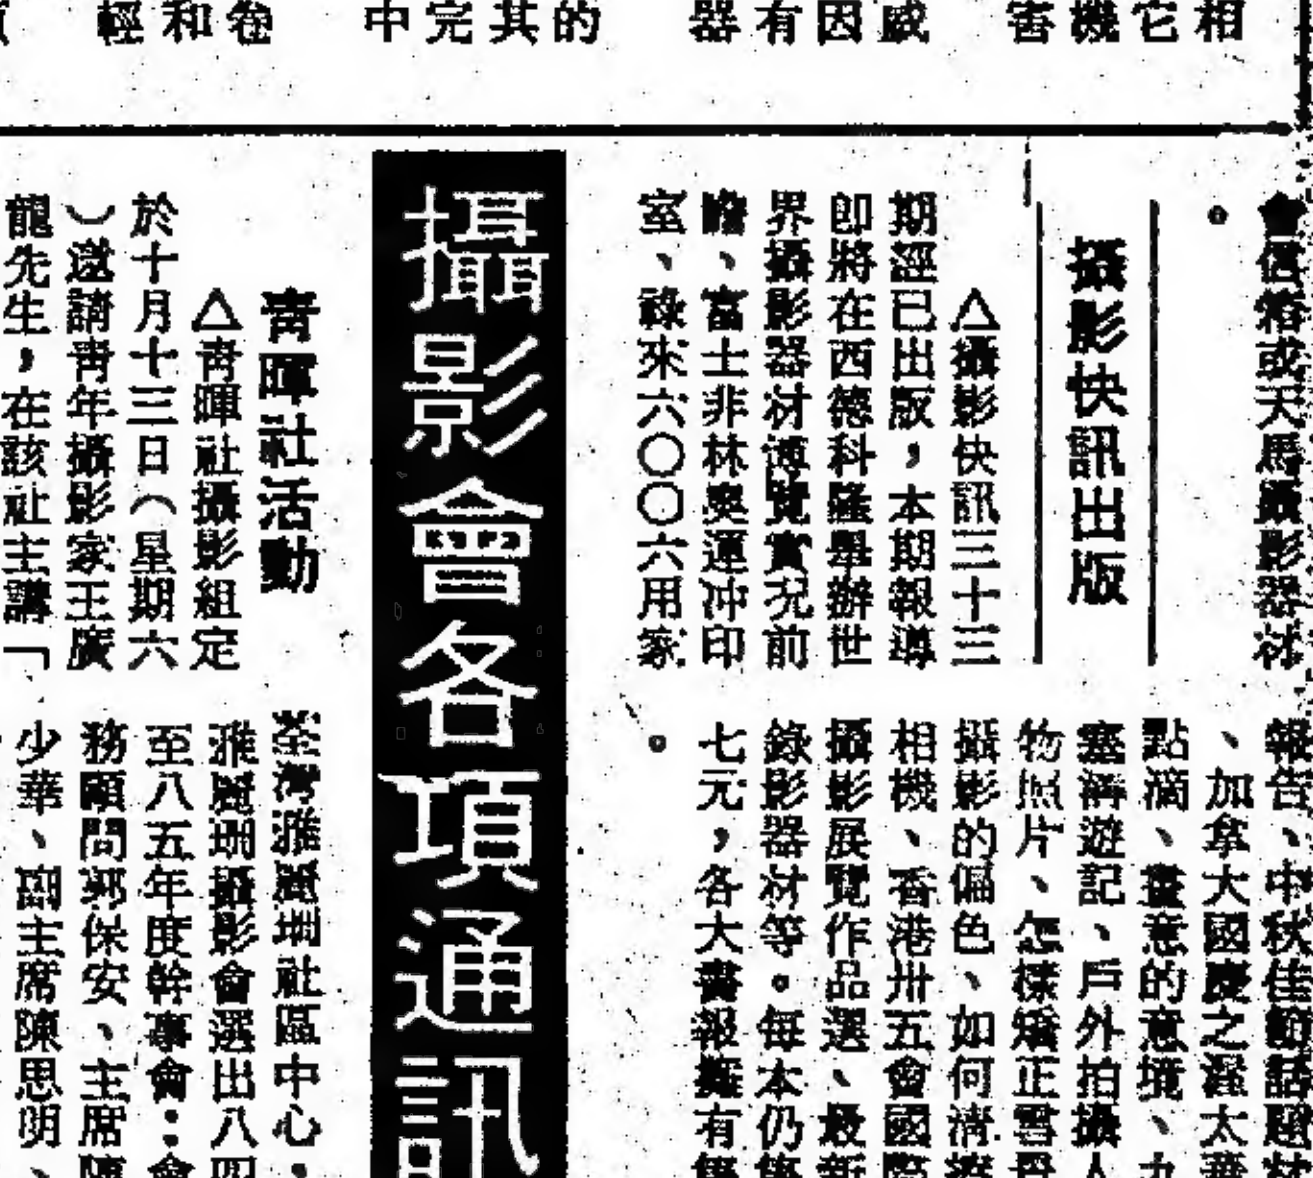 相
它
機
害
威
因
有
器
的
其
完
中
卷
和
輕
會信箱或天馬攝影器材
。
攝影快訊出版
△攝影快訊三十三
期經已出版，本期報導
卽將在西德科隆舉辦世
界攝影器材博覽實況前
瞻、富士非林奧運冲印
室、祿來六〇〇六用家
報告、中秋佳節話題
、加拿大國慶之渥太華
點滴、畫意的意境、九
塞溽遊記、戶外拍攝人
物照片、怎樣矯正雪景
攝影的偏色、如何清
相機、香港卅五會國際
攝影展覽作品選、最新
錄影器材等。每本仍售
七元，各大書報攤有售
。
攝影會各項通訊
靑暉社活動
△靑暉社攝影組定
於十月十三日（星期六
）邀請靑年攝影家王廣
龍先生，在該社主講「
荃灣雅麗珊社區中心，
雅麗珊攝影會選出八四
至八五年度幹事會：會
務顧問郭保安、主席陳
少華、副主席陳思明、